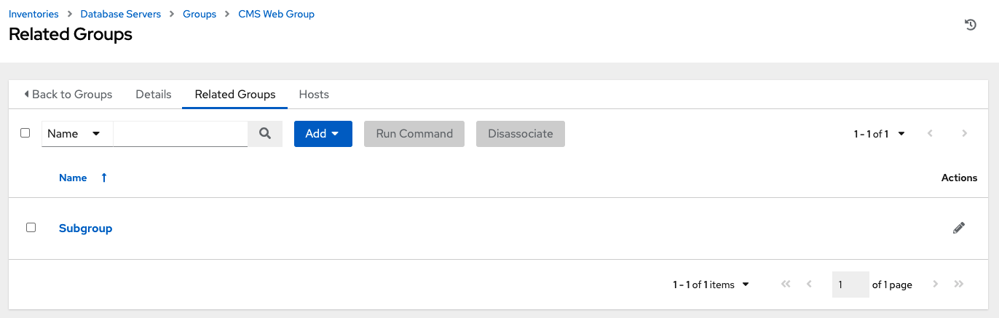 Inventories > Database Servers > Groups > CMS Web Group
Related Groups
Back to Groups Details Related Groups Hosts
Name Add Run Command Disassociate 1 - 1 of 1
Name Actions
Subgroup
1 - 1 of 1 items 1 of 1 page